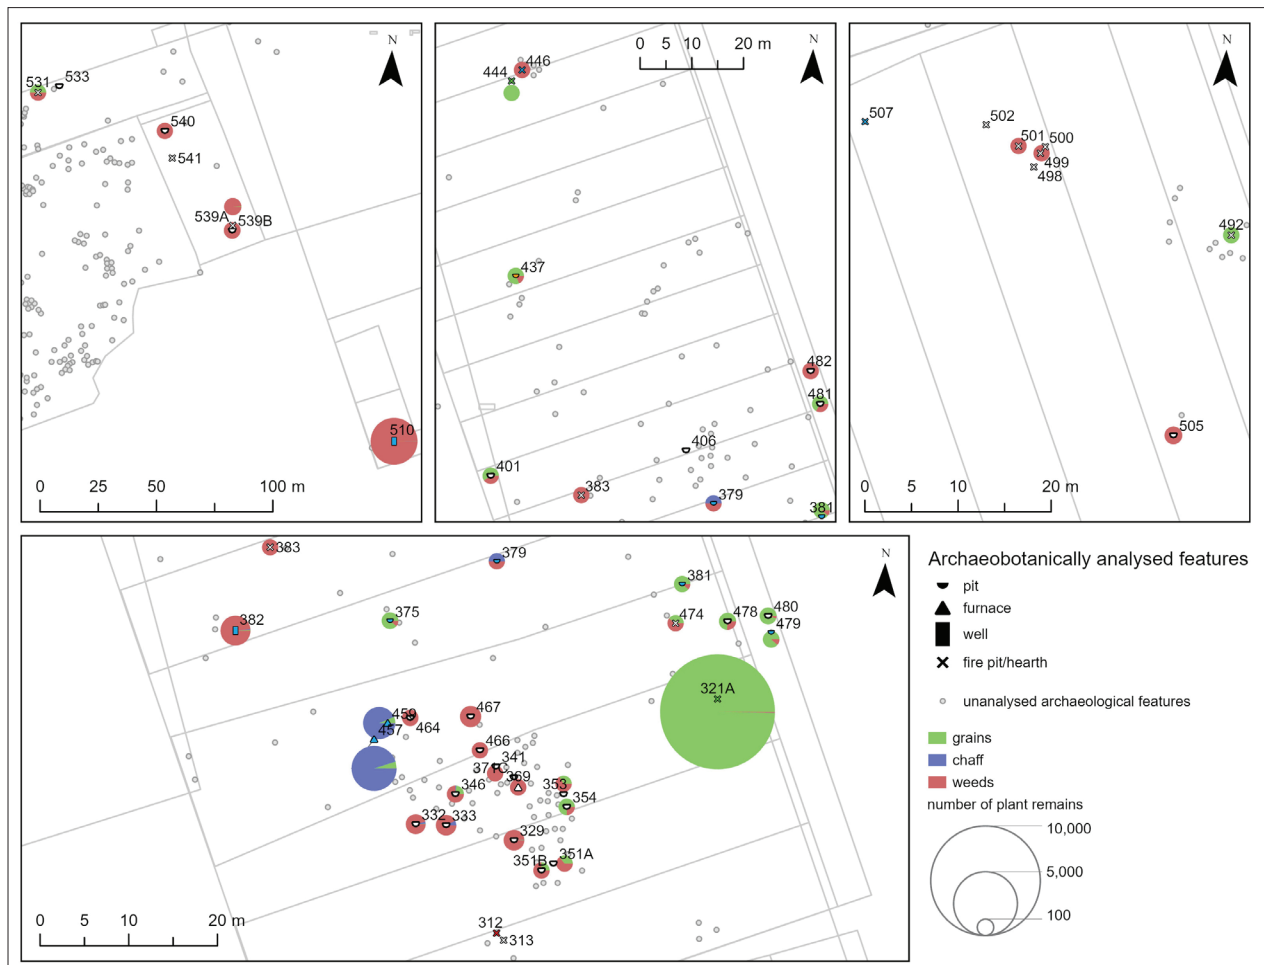 N
531
533
540
541
539A
539B
510
0 25 50 100 m
0 5 10 20 m
N
446
444
437
482
481
406
401
383
379
381
N
507
502
501
500
499
498
492
505
0 5 10 20 m
N
383
379
381
375
382
474
478
480
479
321A
459
457
464
467
466
341
371C
369
353
346
354
332
333
329
351B
351A
312
313
0 5 10 20 m
Archaeobotanically analysed features
pit
furnace
well
fire pit/hearth
unanalysed archaeological features
grains
chaff
weeds
number of plant remains
10,000
5,000
100